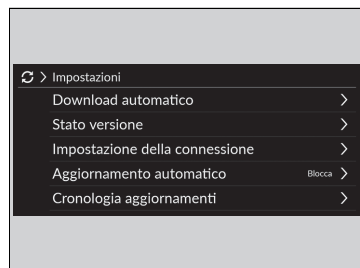 Impostazioni
Download automatico
Stato versione
Impostazione della connessione
Aggiornamento automatico Blocca
Cronologia aggiornamenti